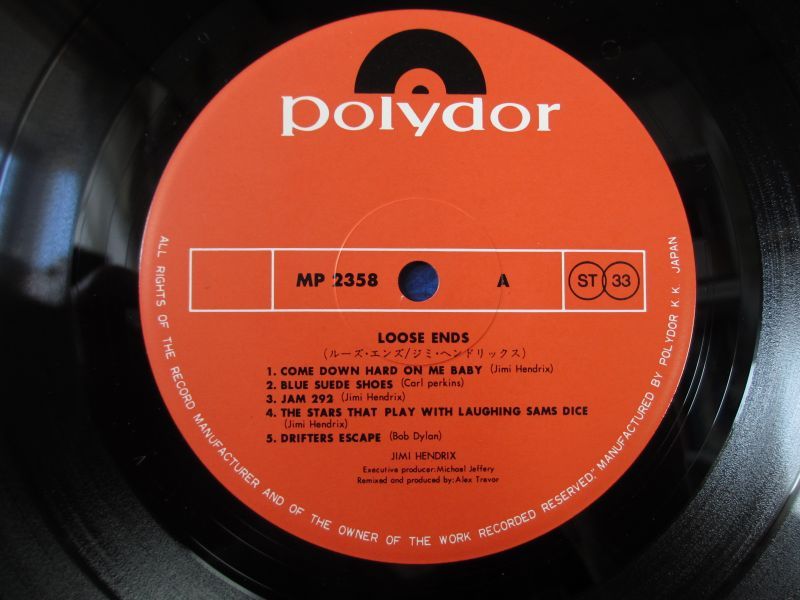 polydor
MP 2358 A ST 33
LOOSE ENDS
(ルーズ・エンズ/ジミ・ヘンドリックス)
1. COME DOWN HARD ON ME BABY (Jimi Hendrix)
2. BLUE SUEDE SHOES (Carl perkins)
3. JAM 292 (Jimi Hendrix)
4. THE STARS THAT PLAY WITH LAUGHING SAMS DICE
(Jimi Hendrix)
5. DRIFTERS ESCAPE (Bob Dylan)
JIMI HENDRIX
Executive producer: Michael Jeffery
Remixed and produced by: Alex Trevor
ALL RIGHTS OF THE RECORD MANUFACTURER AND OF THE OWNER OF THE WORK RECORDED RESERVED." MANUFACTURED BY POLYDOR K. K. JAPAN